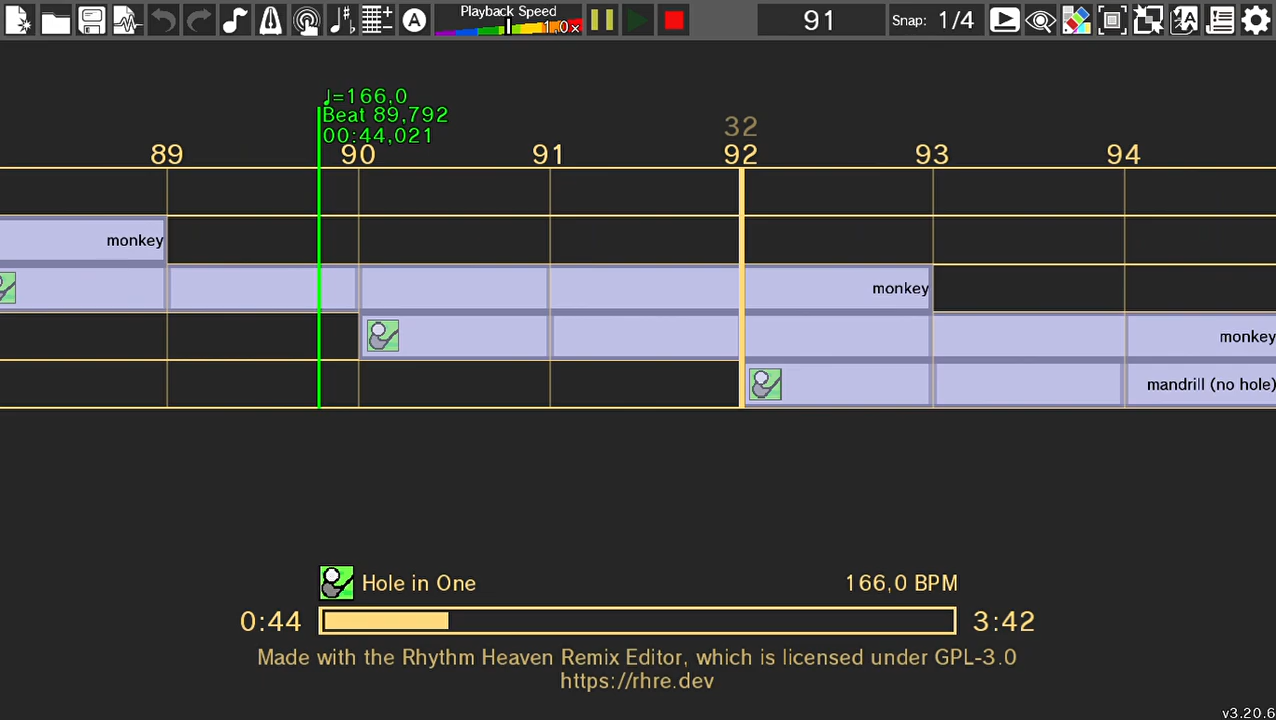 Playback Speed
1,0x
91
Snap: 1/4
A
♩=166,0
Beat 89,792
00:44,021
32
89 90 91 92 93 94
monkey
monkey
monkey
mandrill (no hole)
Hole in One
166,0 BPM
0:44
3:42
Made with the Rhythm Heaven Remix Editor, which is licensed under GPL-3.0
https://rhre.dev
v3.20.6